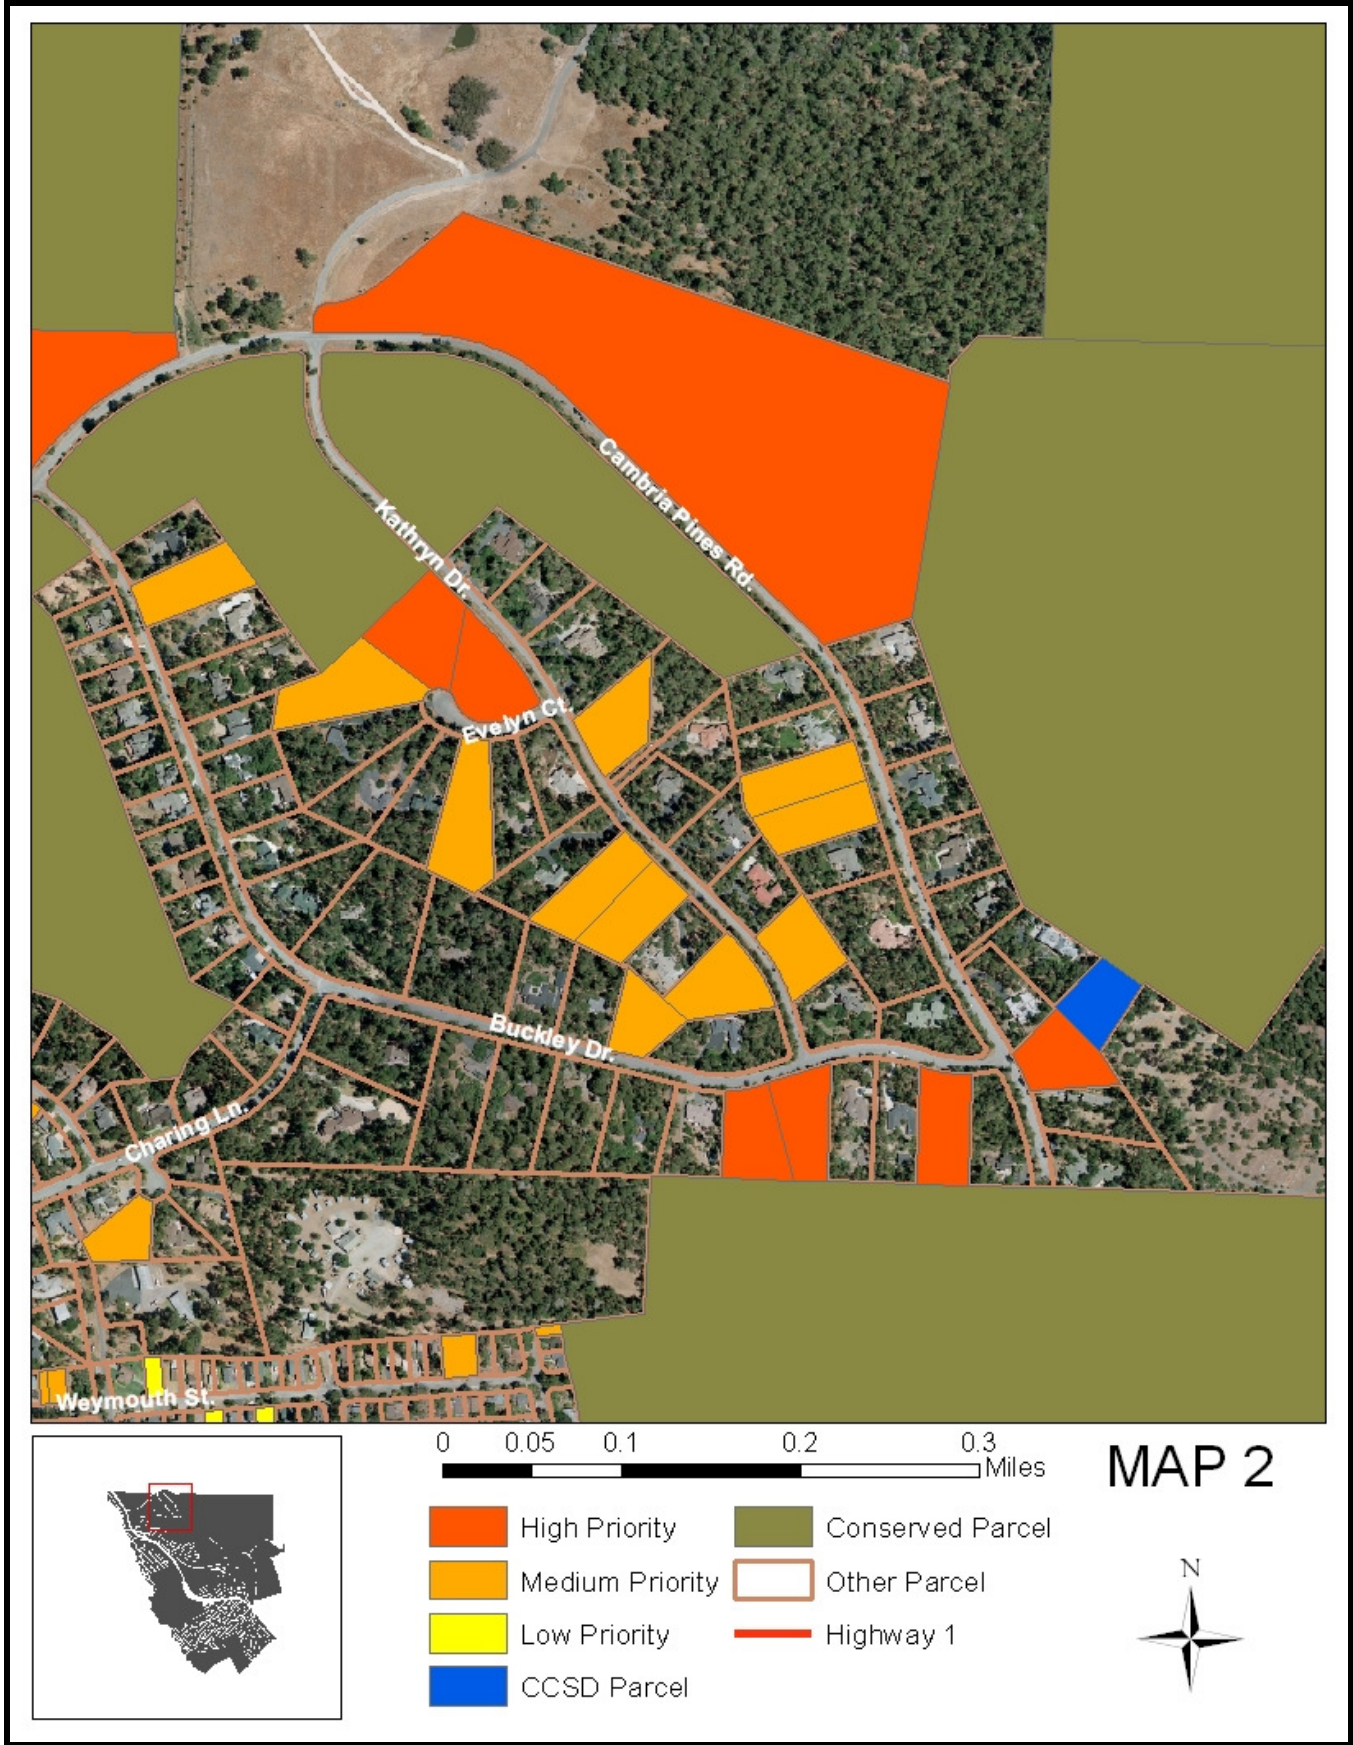 Cambria Pines Rd.
Kathryn Dr.
Evelyn Ct.
Buckley Dr.
Charing Ln.
Weymouth St.
0 0.05 0.1 0.2 0.3
Miles
MAP 2
High Priority
Conserved Parcel
Medium Priority
Other Parcel
Low Priority
Highway 1
CCSD Parcel
N